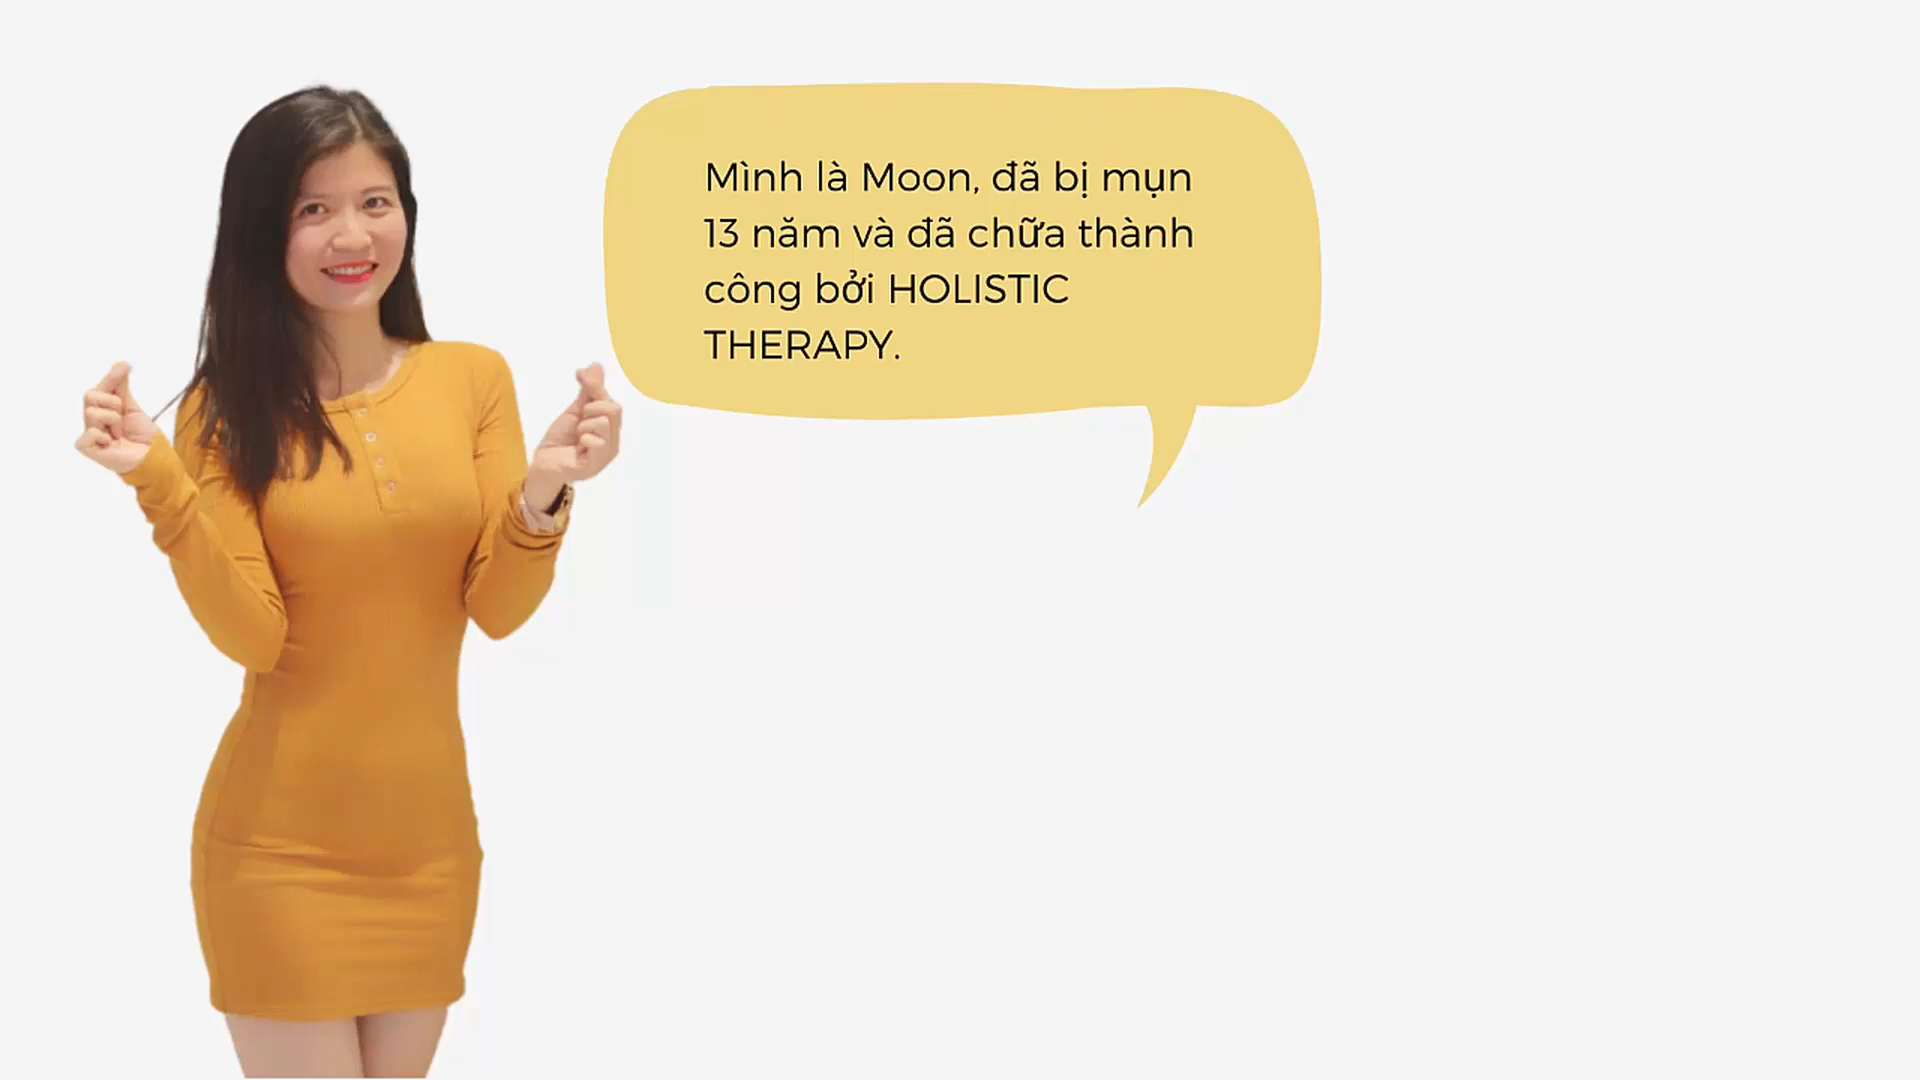 Mình là Moon, đã bị mụn
13 năm và đã chữa thành
công bởi HOLISTIC
THERAPY.